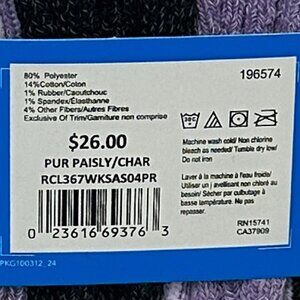 80% Polyester
14%Cotton/Coton
1% Rubber/Caoutchouc
1% Spandex/Élasthanne
4% Other Fibers/Autres Fibres
Exclusive Of Trim/Garniture non comprise
196574
$26.00
PUR PAISLY/CHAR
RCL367WKSAS04PR
0 23616 69376 3
30C
Machine wash cold/ Non chlorine
bleach as needed/ Tumble dry low/
Do not iron
Laver à la machine à l'eau froide/
Utiliser un j avellisant non chloré au
besoin/ Sécher par culbutage à
basse température/ Ne pas
repasser
RN15741
CA37909
PKG100312_24